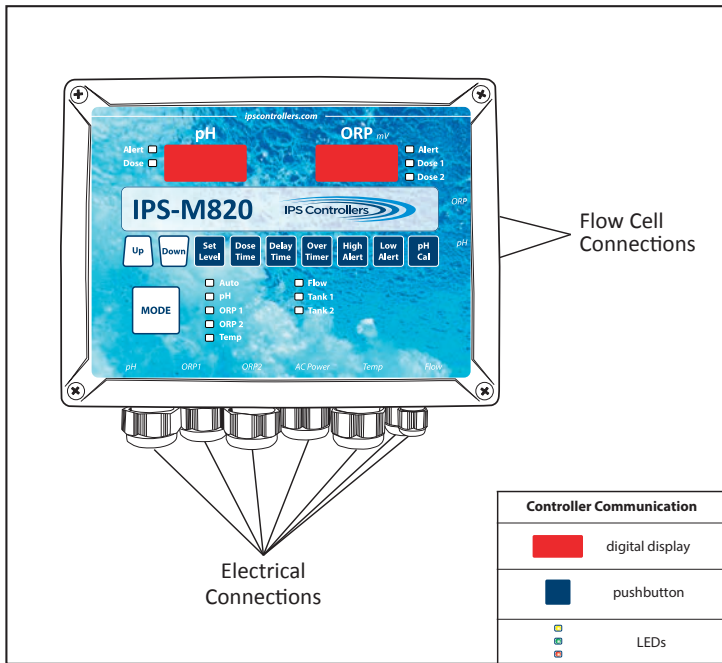 ipscontrollers.com
pH
ORP mV
Alert
Dose
Alert
Dose 1
Dose 2
IPS-M820
IPS Controllers
ORP
pH
Flow Cell
Connections
Up
Down
Set
Level
Dose
Time
Delay
Time
Over
Timer
High
Alert
Low
Alert
pH
Cal
MODE
Auto
pH
ORP 1
ORP 2
Temp
Flow
Tank 1
Tank 2
pH
ORP1
ORP2
AC Power
Temp
Flow
Electrical
Connections
Controller Communication
digital display
pushbutton
LEDs